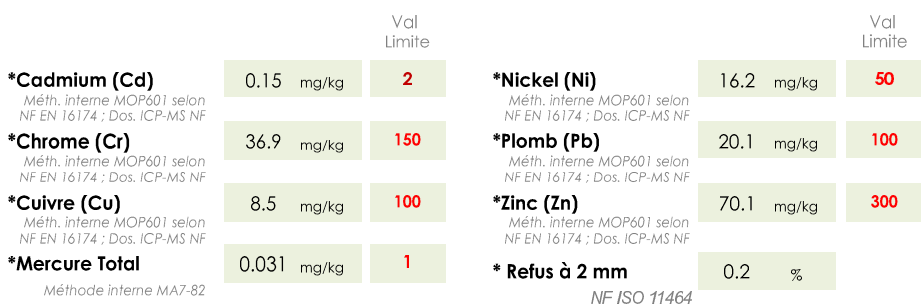 Val
Limite
*Cadmium (Cd) 0.15 mg/kg 2
Méth. interne MOP601 selon
NF EN 16174 ; Dos. ICP-MS NF
*Chrome (Cr) 36.9 mg/kg 150
Méth. interne MOP601 selon
NF EN 16174 ; Dos. ICP-MS NF
*Cuivre (Cu) 8.5 mg/kg 100
Méth. interne MOP601 selon
NF EN 16174 ; Dos. ICP-MS NF
*Mercure Total 0.031 mg/kg 1
Méthode interne MA7-82
Val
Limite
*Nickel (Ni) 16.2 mg/kg 50
Méth. interne MOP601 selon
NF EN 16174 ; Dos. ICP-MS NF
*Plomb (Pb) 20.1 mg/kg 100
Méth. interne MOP601 selon
NF EN 16174 ; Dos. ICP-MS NF
*Zinc (Zn) 70.1 mg/kg 300
Méth. interne MOP601 selon
NF EN 16174 ; Dos. ICP-MS NF
* Refus à 2 mm 0.2 %
NF ISO 11464